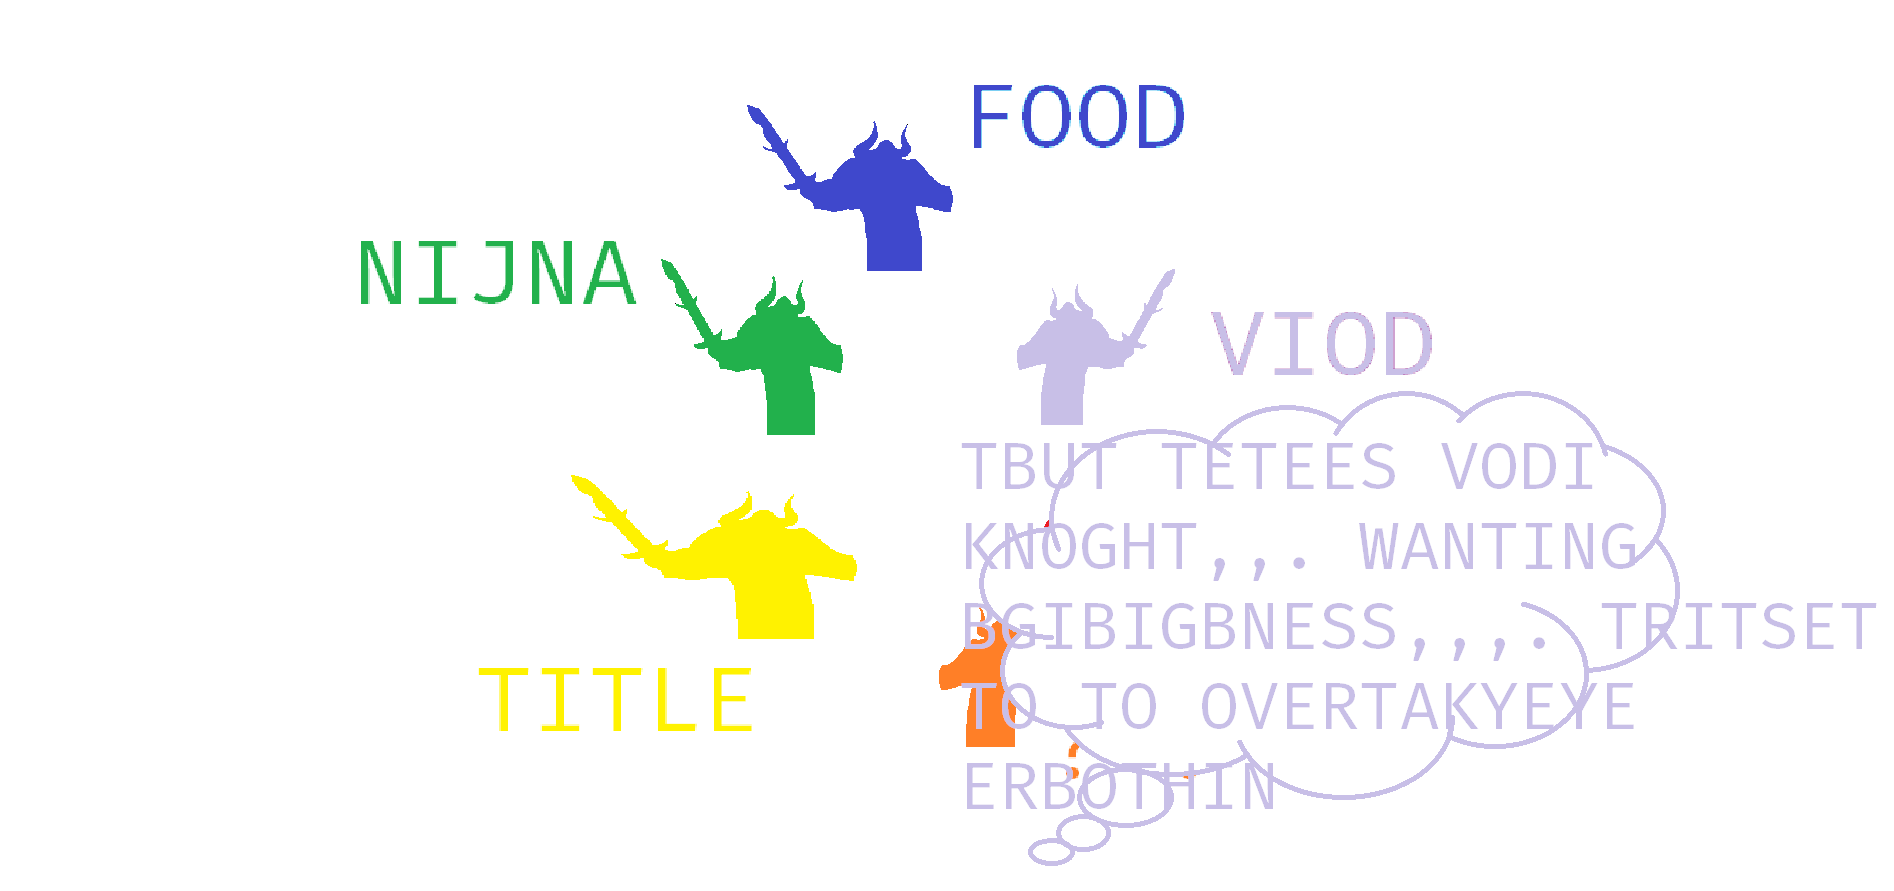 FOOD
NIJNA
VIOD
TBUT TETEES VODI
KNOGHT,,. WANTING
BGIBIGBNESS,,,. TRITSET
TO TO OVERTAKYEYE
ERBOTHIN
TITLE